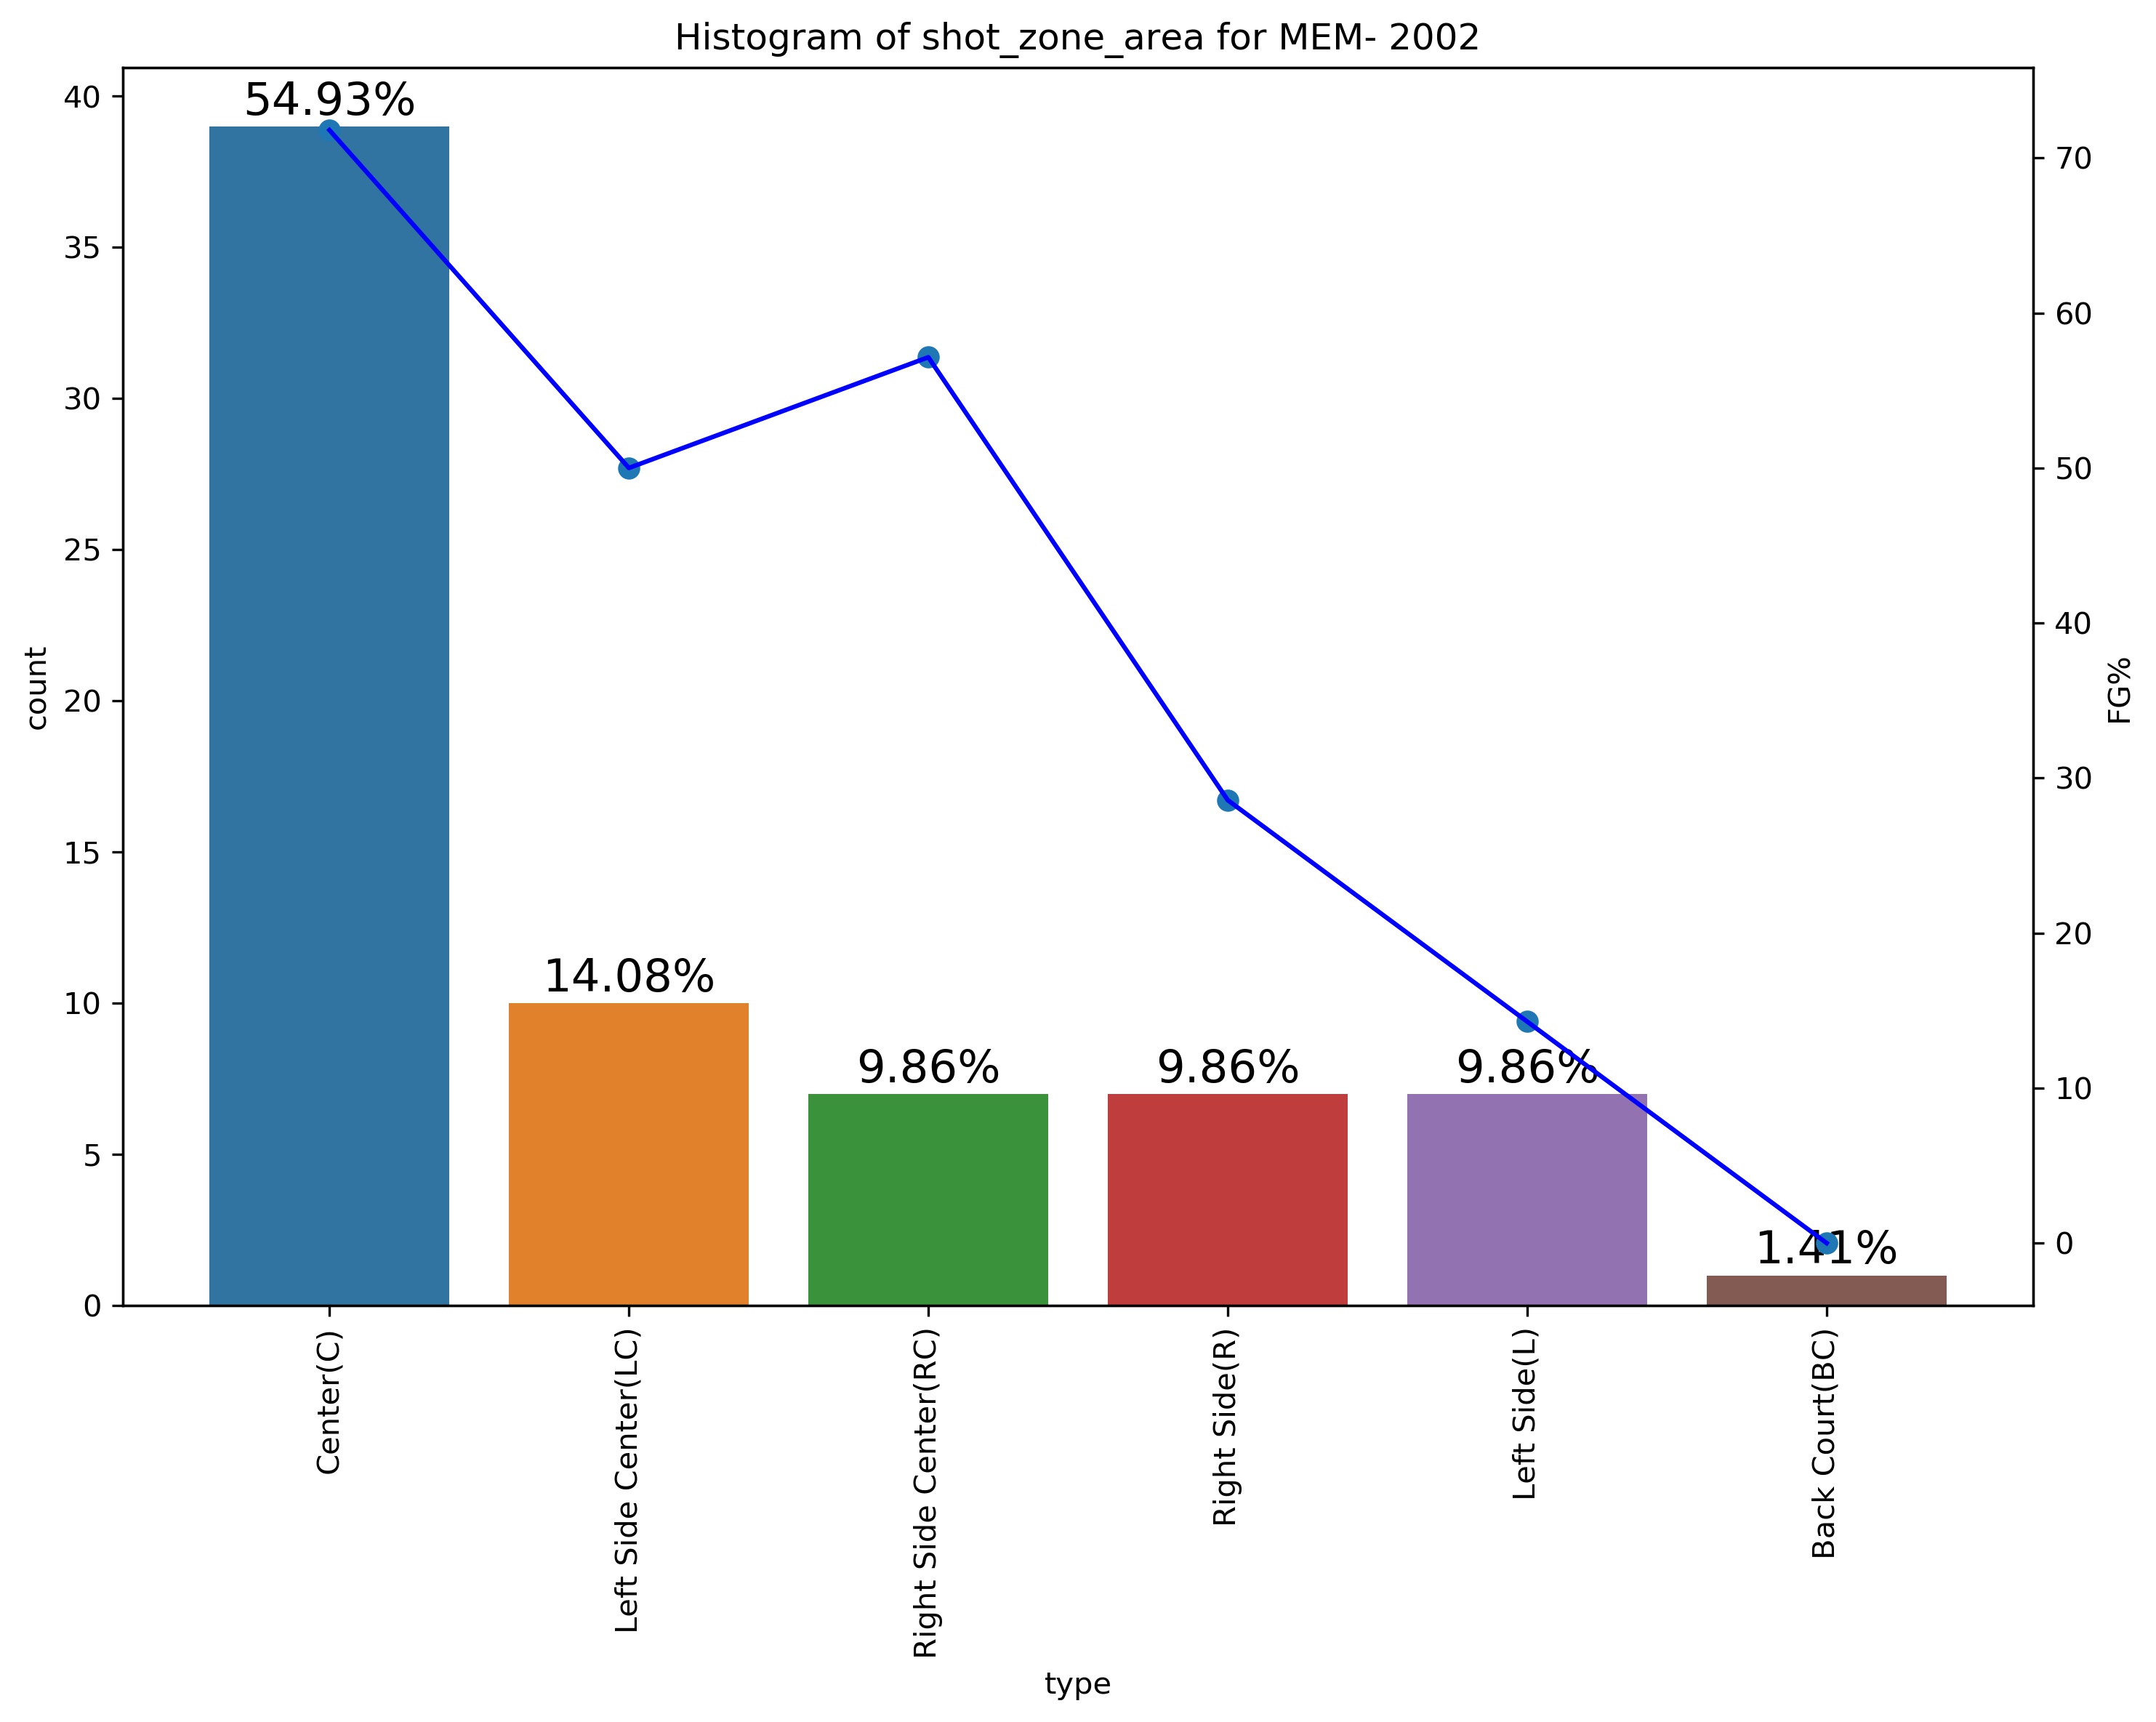 Histogram of shot_zone_area for MEM- 2002
54.93%
14.08%
9.86%
9.86%
9.86%
1.41%
40
35
30
25
20
15
10
5
0
count
70
60
50
40
30
20
10
0
FG%
Center(C)
Left Side Center(LC)
Right Side Center(RC)
Right Side(R)
Left Side(L)
Back Court(BC)
type